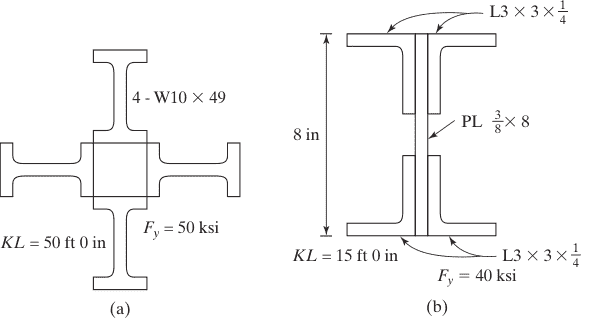 4 - W10 × 49
F_y = 50 ksi
KL = 50 ft 0 in
(a)
L3 × 3 × 1/4
8 in
PL 3/8 × 8
KL = 15 ft 0 in
L3 × 3 × 1/4
F_y = 40 ksi
(b)